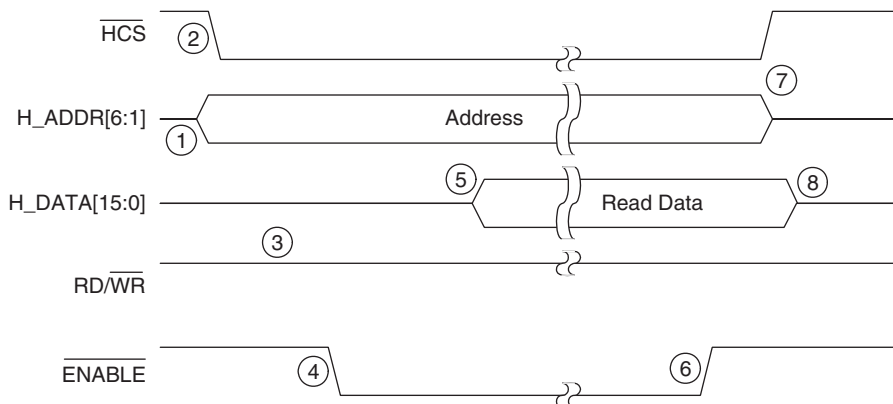 HCS
2
H_ADDR[6:1]
Address
7
1
H_DATA[15:0]
5
Read Data
8
3
RD/WR
ENABLE
4
6